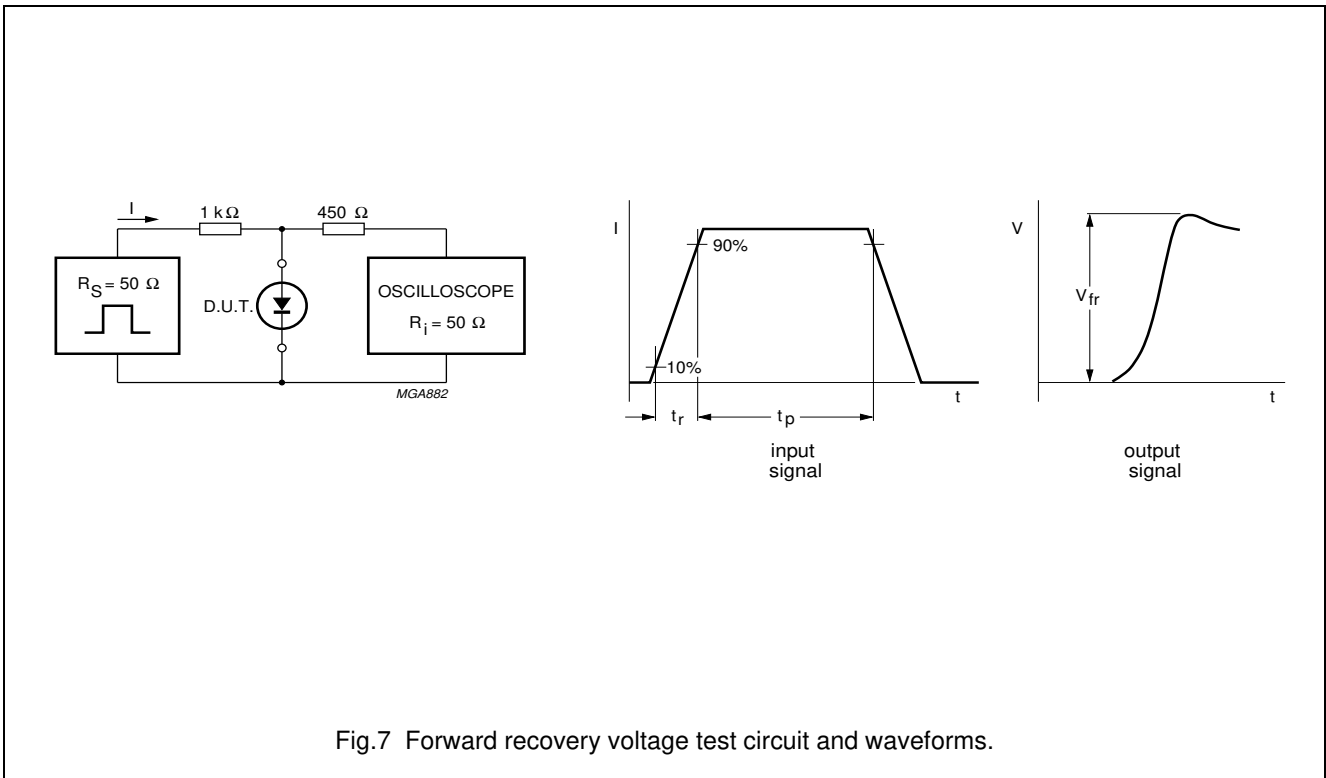 I
1 kΩ
450 Ω
R_S = 50 Ω
D.U.T.
OSCILLOSCOPE
R_i = 50 Ω
MGA882
I
90%
10%
t
t_r
t_p
input
signal
V
V_fr
t
output
signal
Fig.7 Forward recovery voltage test circuit and waveforms.